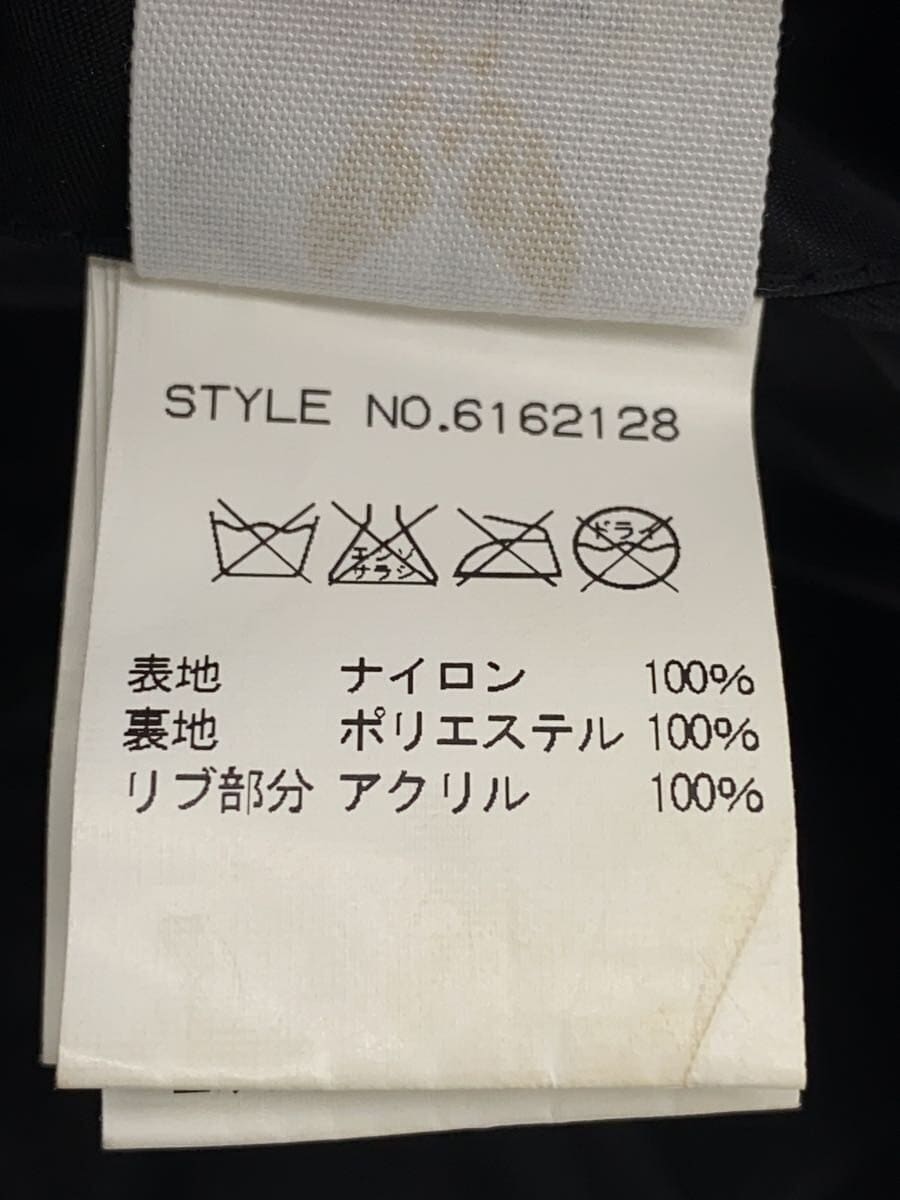 STYLE NO.6162128
エンソ
サラシ
ドライ
表地 ナイロン 100%
裏地 ポリエステル 100%
リブ部分 アクリル 100%